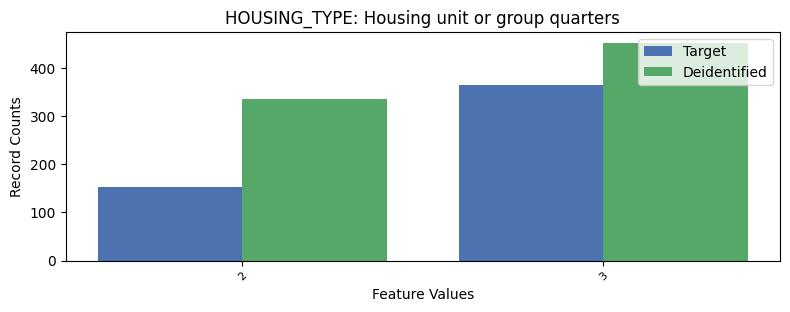 HOUSING_TYPE: Housing unit or group quarters
Target
Deidentified
Record Counts
400
300
200
100
0
2
3
Feature Values